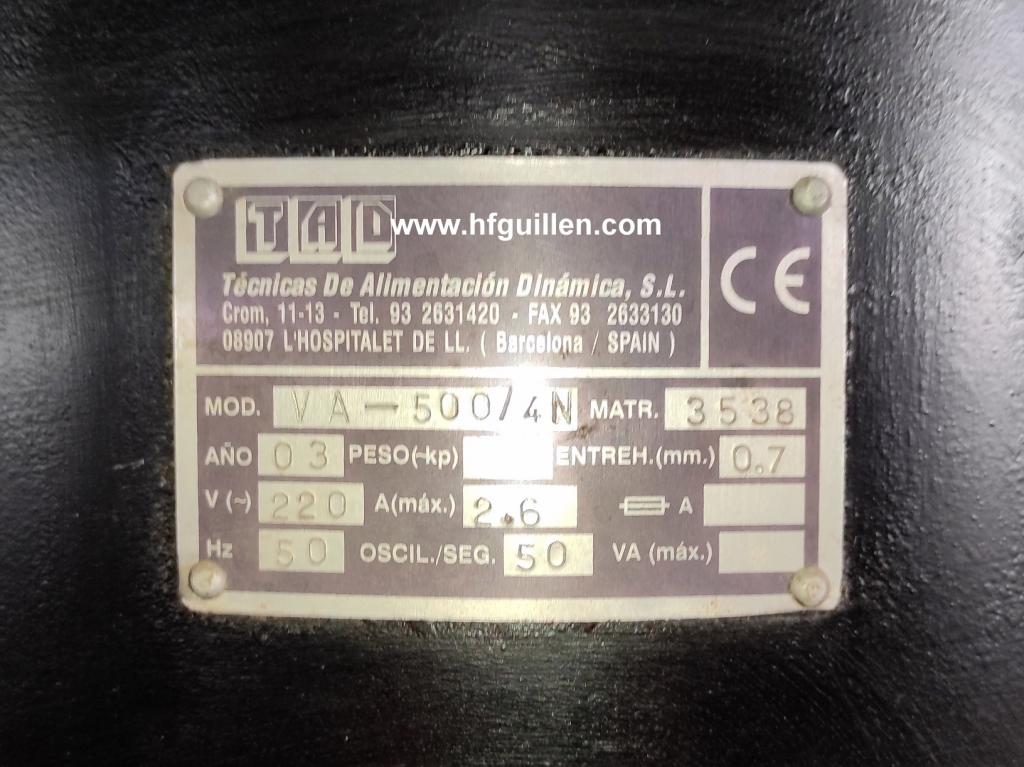 TAD www.hfguillen.com
Técnicas De Alimentación Dinámica, S.L.
Crom, 11-13 - Tel. 93 2631420 - FAX 93 2633130
08907 L'HOSPITALET DE LL. ( Barcelona / SPAIN )
CE
MOD. VA-500/4N MATR. 3538
AÑO 03 PESO(~kp) ENTREH.(mm.) 0.7
V (~) 220 A(máx.) 2.6 A
Hz 50 OSCIL./SEG. 50 VA (máx.)